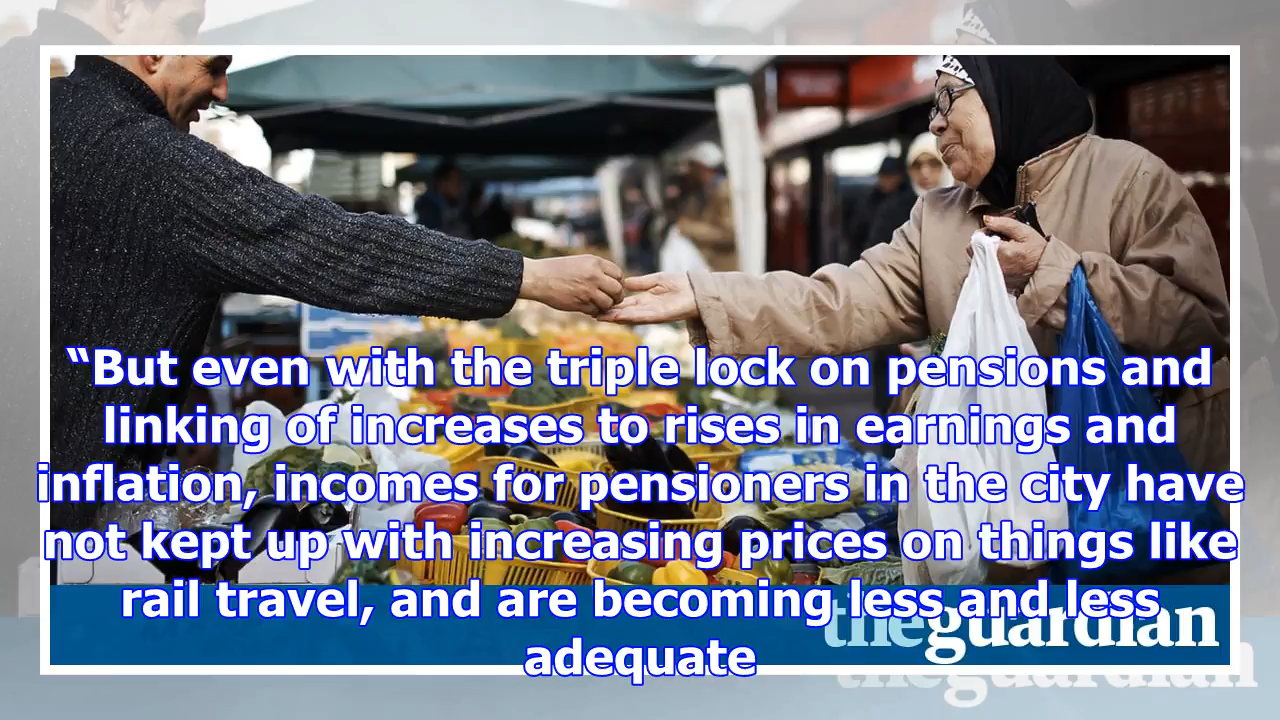 “But even with the triple lock on pensions and
linking of increases to rises in earnings and
inflation, incomes for pensioners in the city have
not kept up with increasing prices on things like
rail travel, and are becoming less and less
adequate
theguardian
theguardian